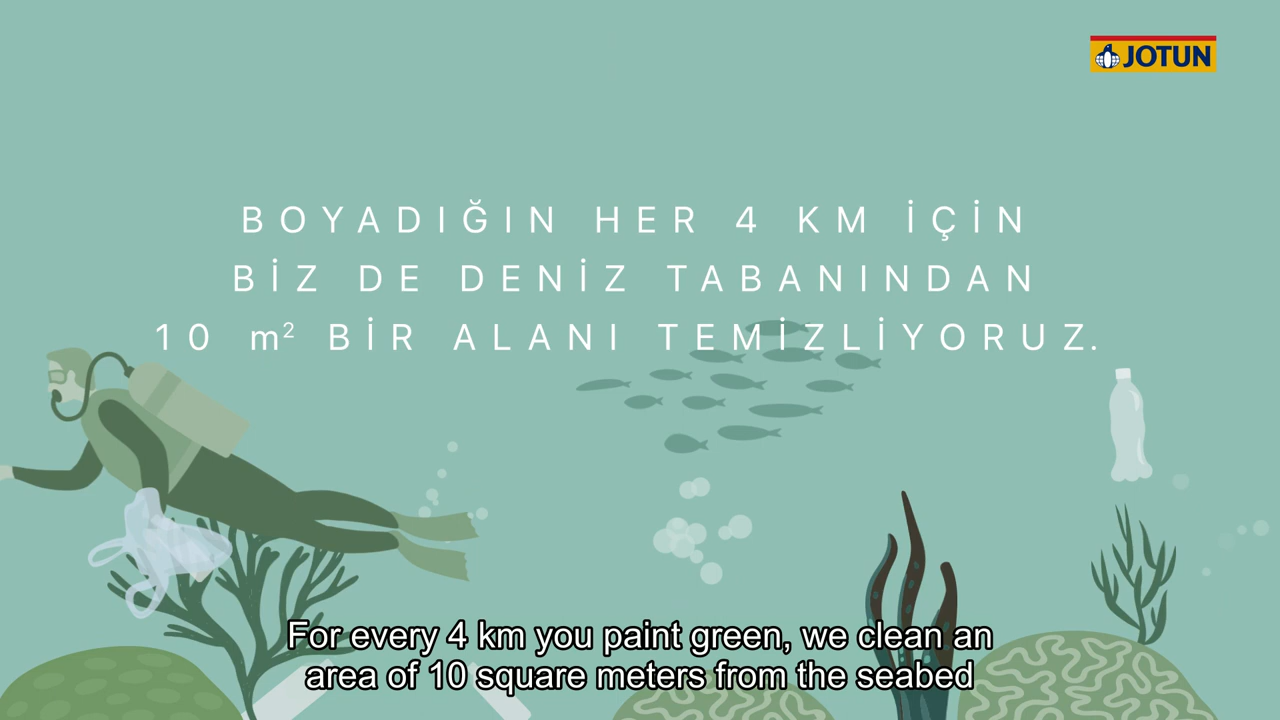 JOTUN
BOYADIĞIN HER 4 KM İÇİN
BİZ DE DENİZ TABANINDAN
10 m² BİR ALANI TEMİZLİYORUZ.
For every 4 km you paint green, we clean an
area of 10 square meters from the seabed